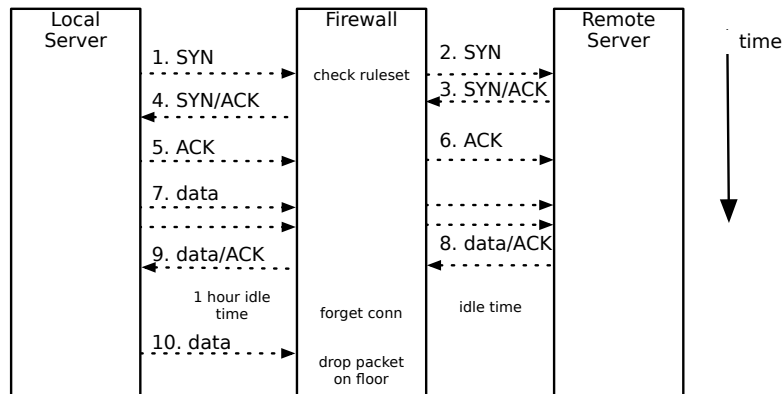 Local
Server
Firewall
Remote
Server
time
1. SYN
check ruleset
2. SYN
3. SYN/ACK
4. SYN/ACK
5. ACK
6. ACK
7. data
8. data/ACK
9. data/ACK
1 hour idle
time
forget conn
idle time
10. data
drop packet
on floor